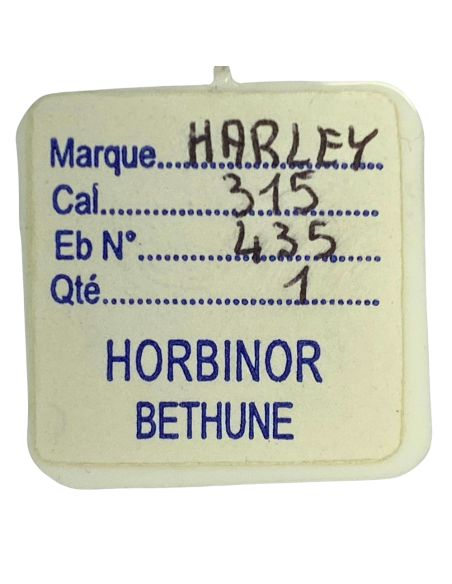 Marque....HARLEY
Cal....315
Eb N°....435
Qté....1
HORBINOR
BETHUNE